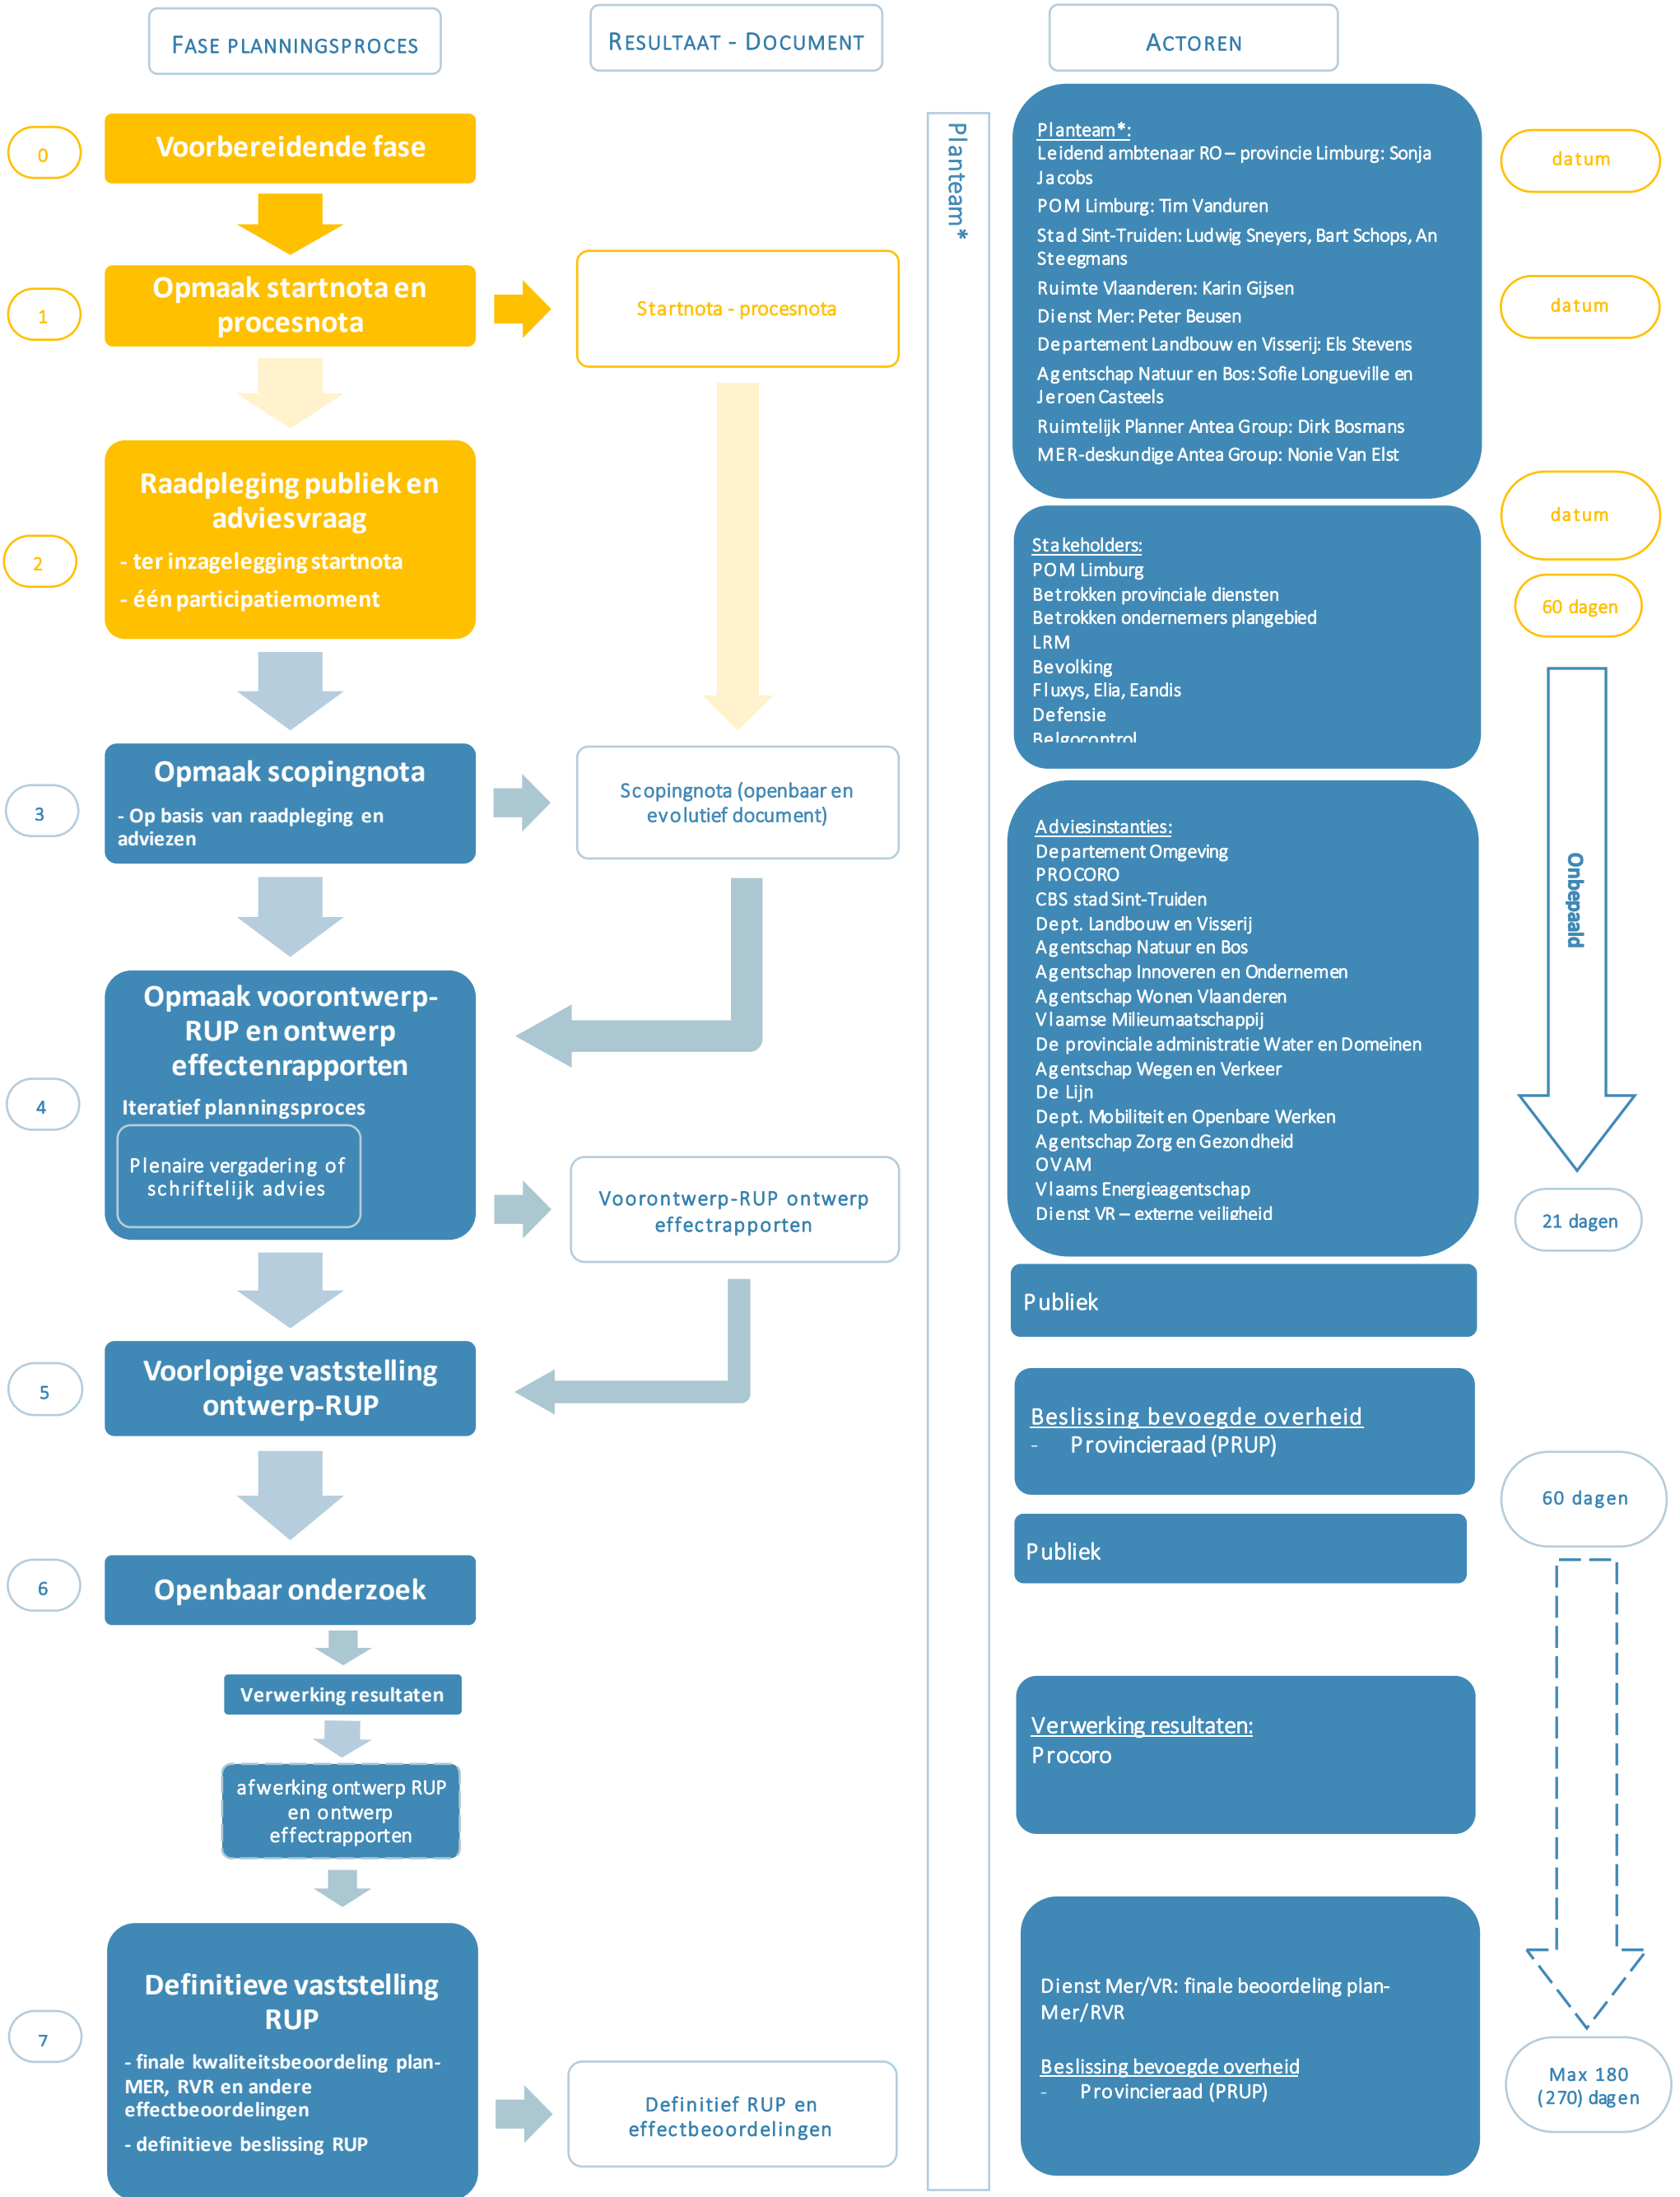 FASE PLANNINGSPROCES
RESULTAAT - DOCUMENT
ACTOREN
0
Voorbereidende fase
1
Opmaak startnota en
procesnota
Startnota - procesnota
2
Raadpleging publiek en
adviesvraag
- ter inzagelegging startnota
- één participatiemoment
3
Opmaak scopingnota
- Op basis van raadpleging en
adviezen
Scopingnota (openbaar en
evolutief document)
4
Opmaak voorontwerp-
RUP en ontwerp
effectenrapporten
Iteratief planningsproces
Plenaire vergadering of
schriftelijk advies
Voorontwerp-RUP ontwerp
effectrapporten
5
Voorlopige vaststelling
ontwerp-RUP
6
Openbaar onderzoek
Verwerking resultaten
afwerking ontwerp RUP
en ontwerp
effectrapporten
7
Definitieve vaststelling
RUP
- finale kwaliteitsbeoordeling plan-
MER, RVR en andere
effectbeoordelingen
- definitieve beslissing RUP
Definitief RUP en
effectbeoordelingen
Planteam*
Planteam*:
Leidend ambtenaar RO – provincie Limburg: Sonja
Jacobs
POM Limburg: Tim Vanduren
Stad Sint-Truiden: Ludwig Sneyers, Bart Schops, An
Steegmans
Ruimte Vlaanderen: Karin Gijsen
Dienst Mer: Peter Beusen
Departement Landbouw en Visserij: Els Stevens
Agentschap Natuur en Bos: Sofie Longueville en
Jeroen Casteels
Ruimtelijk Planner Antea Group: Dirk Bosmans
MER-deskundige Antea Group: Nonie Van Elst
Stakeholders:
POM Limburg
Betrokken provinciale diensten
Betrokken ondernemers plangebied
LRM
Bevolking
Fluxys, Elia, Eandis
Defensie
Belgocontrol
Adviesinstanties:
Departement Omgeving
PROCORO
CBS stad Sint-Truiden
Dept. Landbouw en Visserij
Agentschap Natuur en Bos
Agentschap Innoveren en Ondernemen
Agentschap Wonen Vlaanderen
Vlaamse Milieumaatschappij
De provinciale administratie Water en Domeinen
Agentschap Wegen en Verkeer
De Lijn
Dept. Mobiliteit en Openbare Werken
Agentschap Zorg en Gezondheid
OVAM
Vlaams Energieagentschap
Dienst VR – externe veiligheid
Publiek
Beslissing bevoegde overheid
- Provincieraad (PRUP)
Publiek
Verwerking resultaten:
Procoro
Dienst Mer/VR: finale beoordeling plan-
Mer/RVR
Beslissing bevoegde overheid
- Provincieraad (PRUP)
datum
datum
datum
60 dagen
Onbepaald
21 dagen
60 dagen
Max 180
(270) dagen